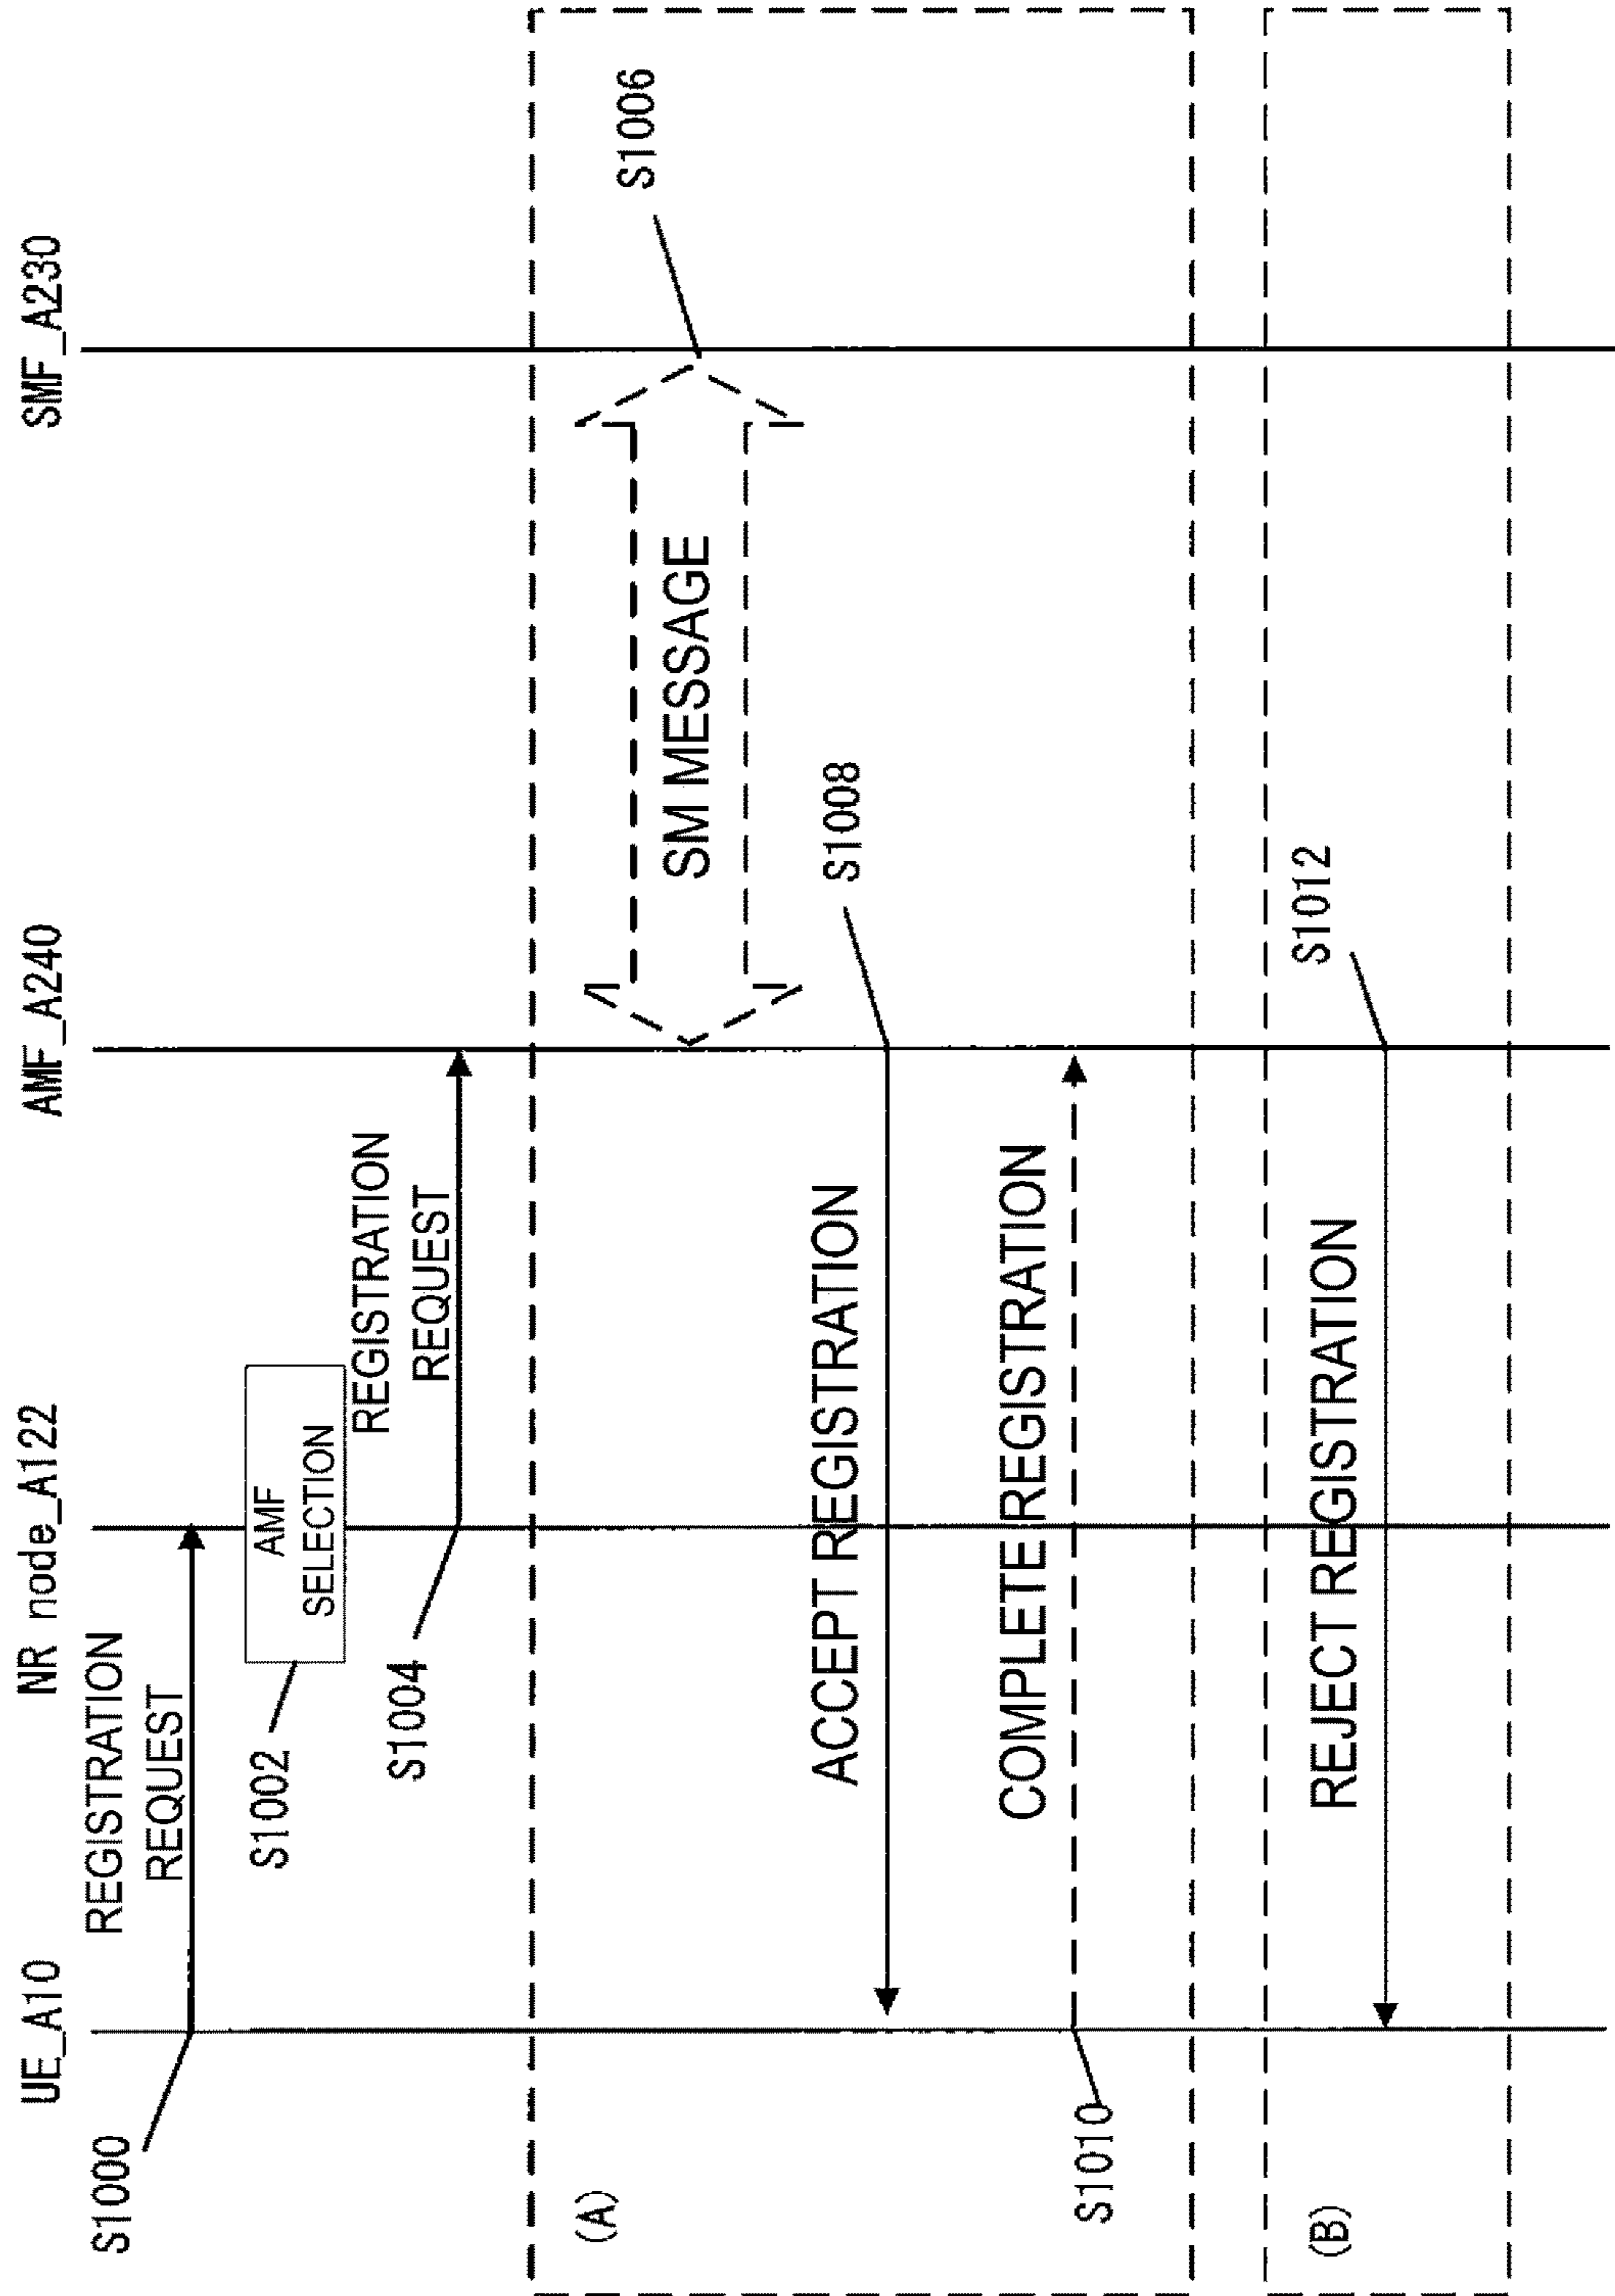 UE_A10
NR node_A122
AMF_A240
SMF_A230
S1000
REGISTRATION
REQUEST
S1002
AMF
SELECTION
S1004
REGISTRATION
REQUEST
(A)
SM MESSAGE
S1006
ACCEPT REGISTRATION
S1008
COMPLETE REGISTRATION
S1010
(B)
REJECT REGISTRATION
S1012